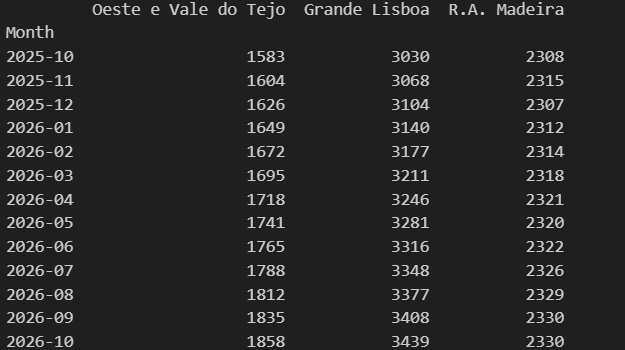 Oeste e Vale do Tejo Grande Lisboa R.A. Madeira
Month
2025-10 1583 3030 2308
2025-11 1604 3068 2315
2025-12 1626 3104 2307
2026-01 1649 3140 2312
2026-02 1672 3177 2314
2026-03 1695 3211 2318
2026-04 1718 3246 2321
2026-05 1741 3281 2320
2026-06 1765 3316 2322
2026-07 1788 3348 2326
2026-08 1812 3377 2329
2026-09 1835 3408 2330
2026-10 1858 3439 2330